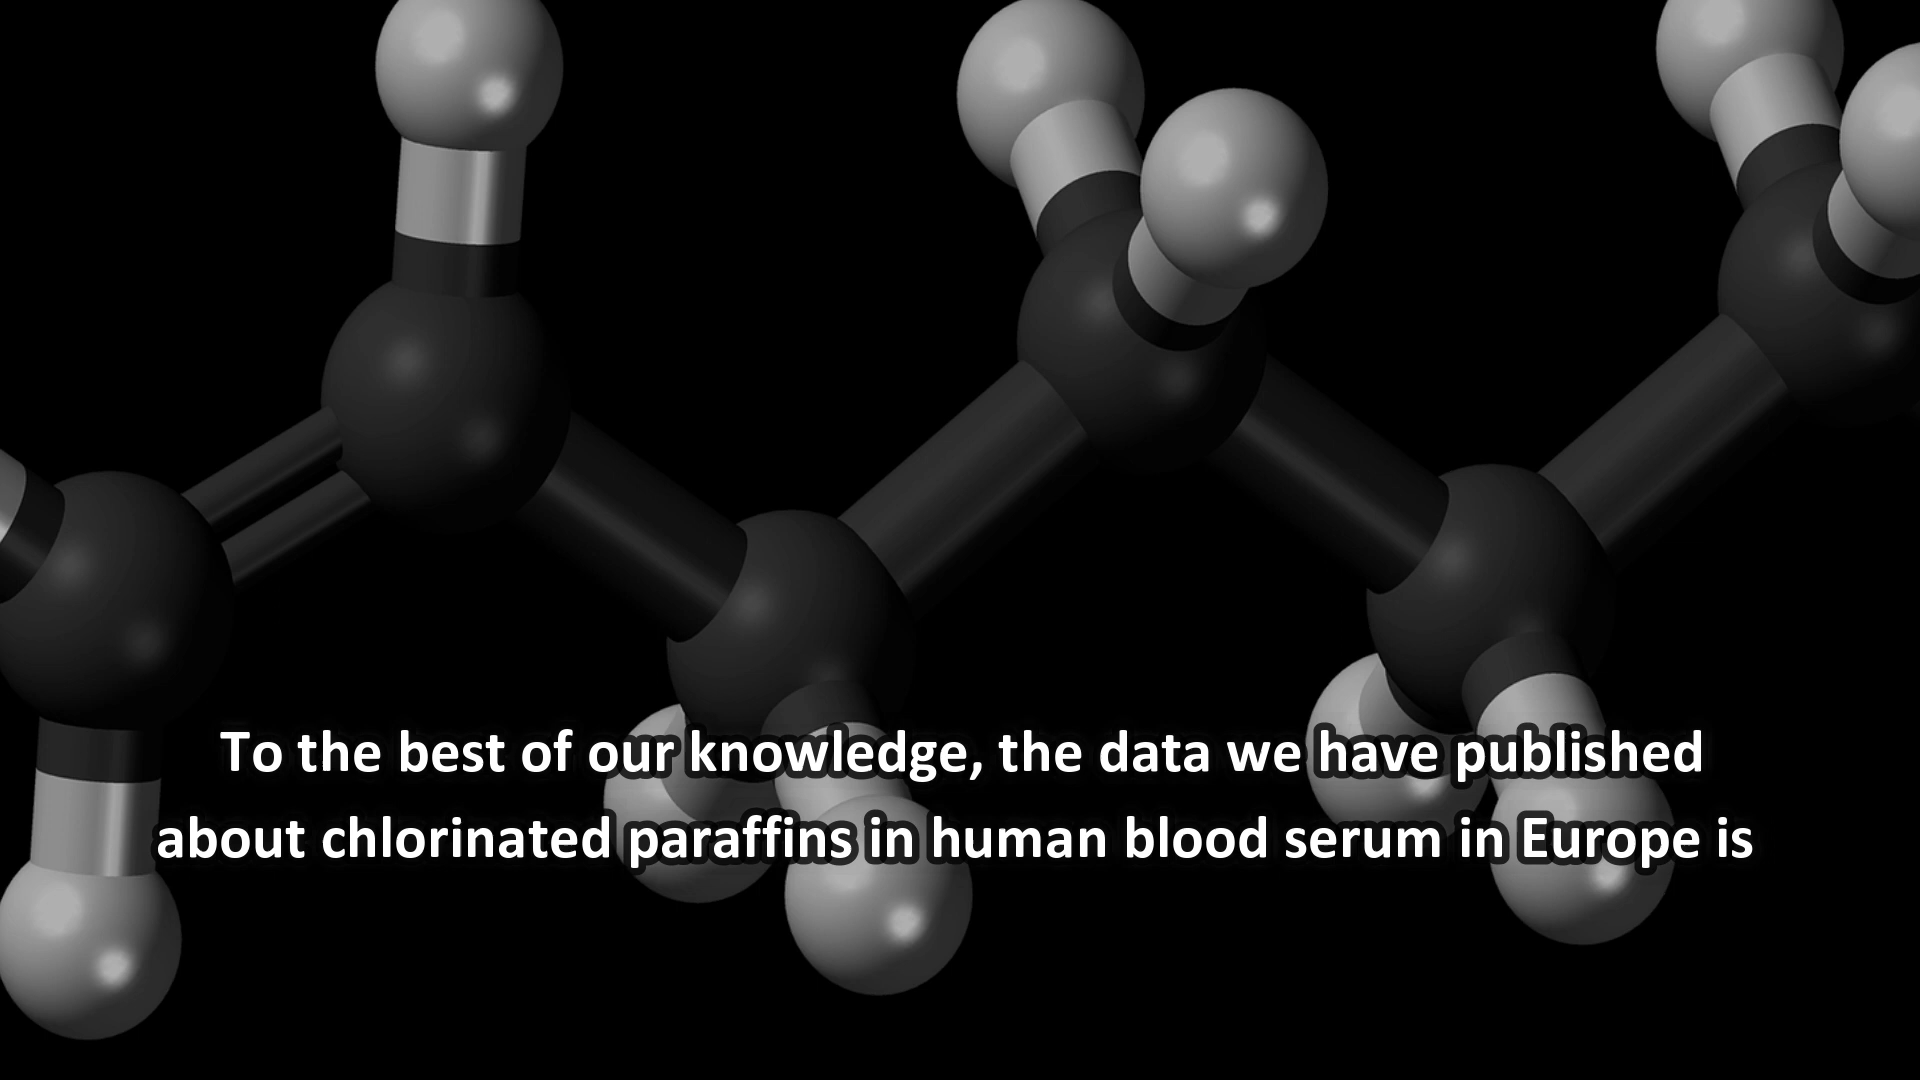 To the best of our knowledge, the data we have published
about chlorinated paraffins in human blood serum in Europe is